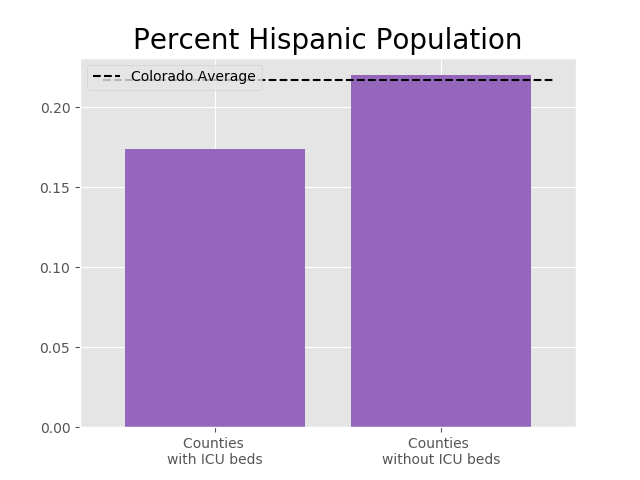 Percent Hispanic Population
Colorado Average
0.20
0.15
0.10
0.05
0.00
Counties
with ICU beds
Counties
without ICU beds